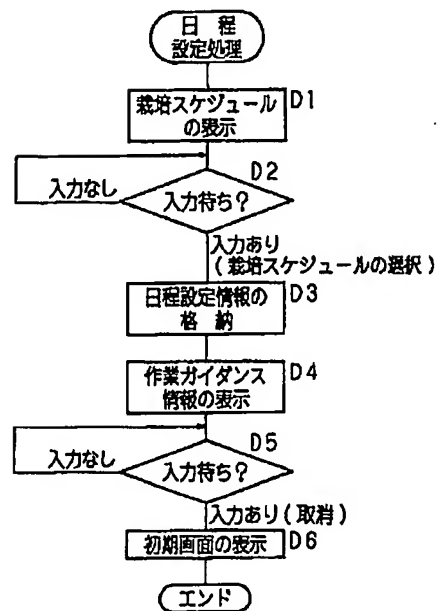 日 程
設定処理
栽培スケジュール
の表示
D1
D2
入力なし
入力待ち?
入力あり
(栽培スケジュールの選択)
日程設定情報の
格 納
D3
作業ガイダンス
情報の表示
D4
D5
入力なし
入力待ち?
入力あり(取消)
初期画面の表示
D6
エンド